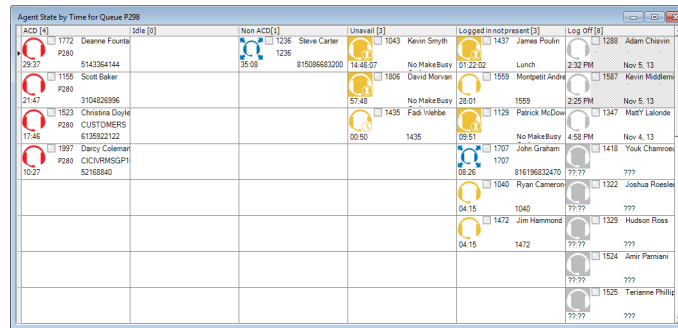 Agent State by Time for Queue P298
ACD [4] Idle [0] Non ACD[1] Unavail [3] Logged in not present [3] Log Off [8]
1772 Deanne Founta 1236 Steve Carter 1043 Kevin Smyth 1437 James Poulin 1288 Adam Chisvin
P280 1236
29:37 5143364144 35:08 815086683200 14:46:07 No MakeBusy 01:22:02 Lunch 2:32 PM Nov 5, 13
1155 Scott Baker 1806 David Morvan 1559 Montpetit Andre 1587 Kevin Middlemi
P280
21:47 3104826996 57:48 No MakeBusy 28:01 1559 2:25 PM Nov 5, 13
1523 Christina Doyle 1435 Fadi Wehbe 1129 Patrick McDow 1347 MattY Lalonde
P280 CUSTOMERS
17:46 6135922122 00:50 1435 09:51 No MakeBusy 4:58 PM Nov 4, 13
1997 Darcy Coleman 1707 John Graham 1418 Youk Chamroeu
P280 CICIVRMSGP1 1707
10:27 52168840 08:26 816196832470 ??:?? ???
1040 Ryan Cameron 1322 Joshua Roesler
04:15 1040 ??:?? ???
1472 Jim Hammond 1329 Hudson Ross
04:15 1472 ??:?? ???
1524 Amir Parniani
??:?? ???
1525 Terianne Phillip
??:?? ???